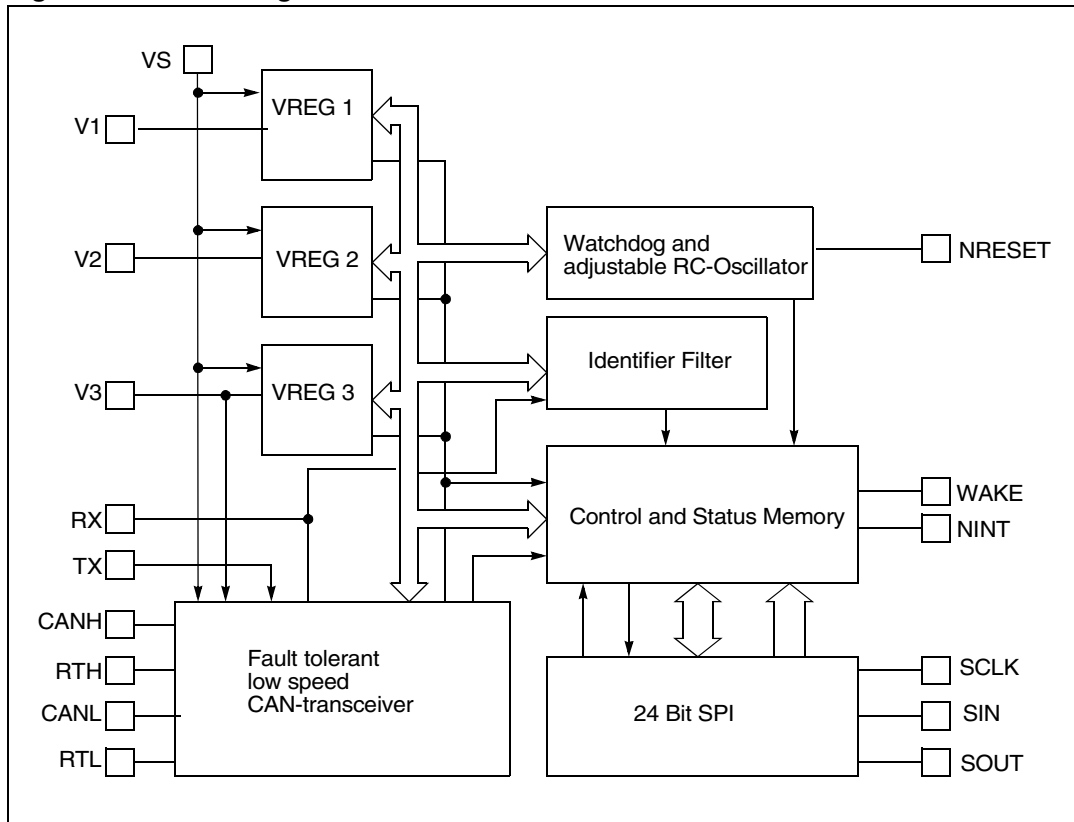 VS
VREG 1
V1
V2
VREG 2
Watchdog and
adjustable RC-Oscillator
NRESET
V3
VREG 3
Identifier Filter
RX
TX
Control and Status Memory
WAKE
NINT
CANH
RTH
CANL
RTL
Fault tolerant
low speed
CAN-transceiver
24 Bit SPI
SCLK
SIN
SOUT